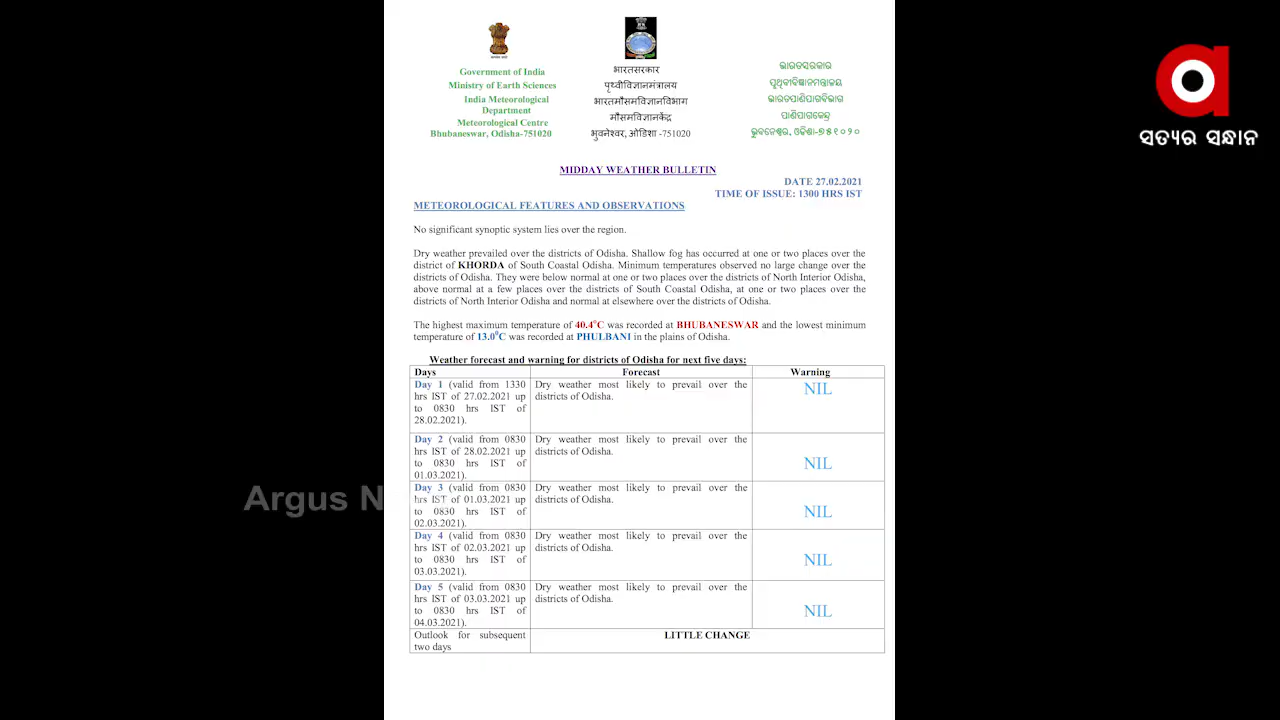 Government of India
Ministry of Earth Sciences
India Meteorological
Department
Meteorological Centre
Bhubaneswar, Odisha-751020
भारतसरकार
पृथ्वीविज्ञानमंत्रालय
भारतमौसमविज्ञानविभाग
मौसमविज्ञानकेंद्र
भुवनेश्वर, ओडिशा -751020
ଭାରତସରକାର
ପୃଥିବୀବିଜ୍ଞାନମନ୍ତ୍ରାଳୟ
ଭାରତପାଣିପାଗବିଭାଗ
ପାଣିପାଗକେନ୍ଦ୍ର
ଭୁବନେଶ୍ୱର, ଓଡିଶା-୭୫୧୦୨୦
ସତ୍ୟର ସନ୍ଧାନ
MIDDAY WEATHER BULLETIN
DATE 27.02.2021
TIME OF ISSUE: 1300 HRS IST
METEOROLOGICAL FEATURES AND OBSERVATIONS
No significant synoptic system lies over the region.
Dry weather prevailed over the districts of Odisha. Shallow fog has occurred at one or two places over the
district of KHORDA of South Coastal Odisha. Minimum temperatures observed no large change over the
districts of Odisha. They were below normal at one or two places over the districts of North Interior Odisha,
above normal at a few places over the districts of South Coastal Odisha, at one or two places over the
districts of North Interior Odisha and normal at elsewhere over the districts of Odisha.
The highest maximum temperature of 40.4°C was recorded at BHUBANESWAR and the lowest minimum
temperature of 13.0⁰C was recorded at PHULBANI in the plains of Odisha.
Weather forecast and warning for districts of Odisha for next five days:
Days Forecast Warning
Day 1 (valid from 1330
hrs IST of 27.02.2021 up
to 0830 hrs IST of
28.02.2021).
Dry weather most likely to prevail over the
districts of Odisha.
NIL
Day 2 (valid from 0830
hrs IST of 28.02.2021 up
to 0830 hrs IST of
01.03.2021).
Dry weather most likely to prevail over the
districts of Odisha.
NIL
Day 3 (valid from 0830
hrs IST of 01.03.2021 up
to 0830 hrs IST of
02.03.2021).
Dry weather most likely to prevail over the
districts of Odisha.
NIL
Argus
Day 4 (valid from 0830
hrs IST of 02.03.2021 up
to 0830 hrs IST of
03.03.2021).
Dry weather most likely to prevail over the
districts of Odisha.
NIL
Day 5 (valid from 0830
hrs IST of 03.03.2021 up
to 0830 hrs IST of
04.03.2021).
Dry weather most likely to prevail over the
districts of Odisha.
NIL
Outlook for subsequent
two days
LITTLE CHANGE